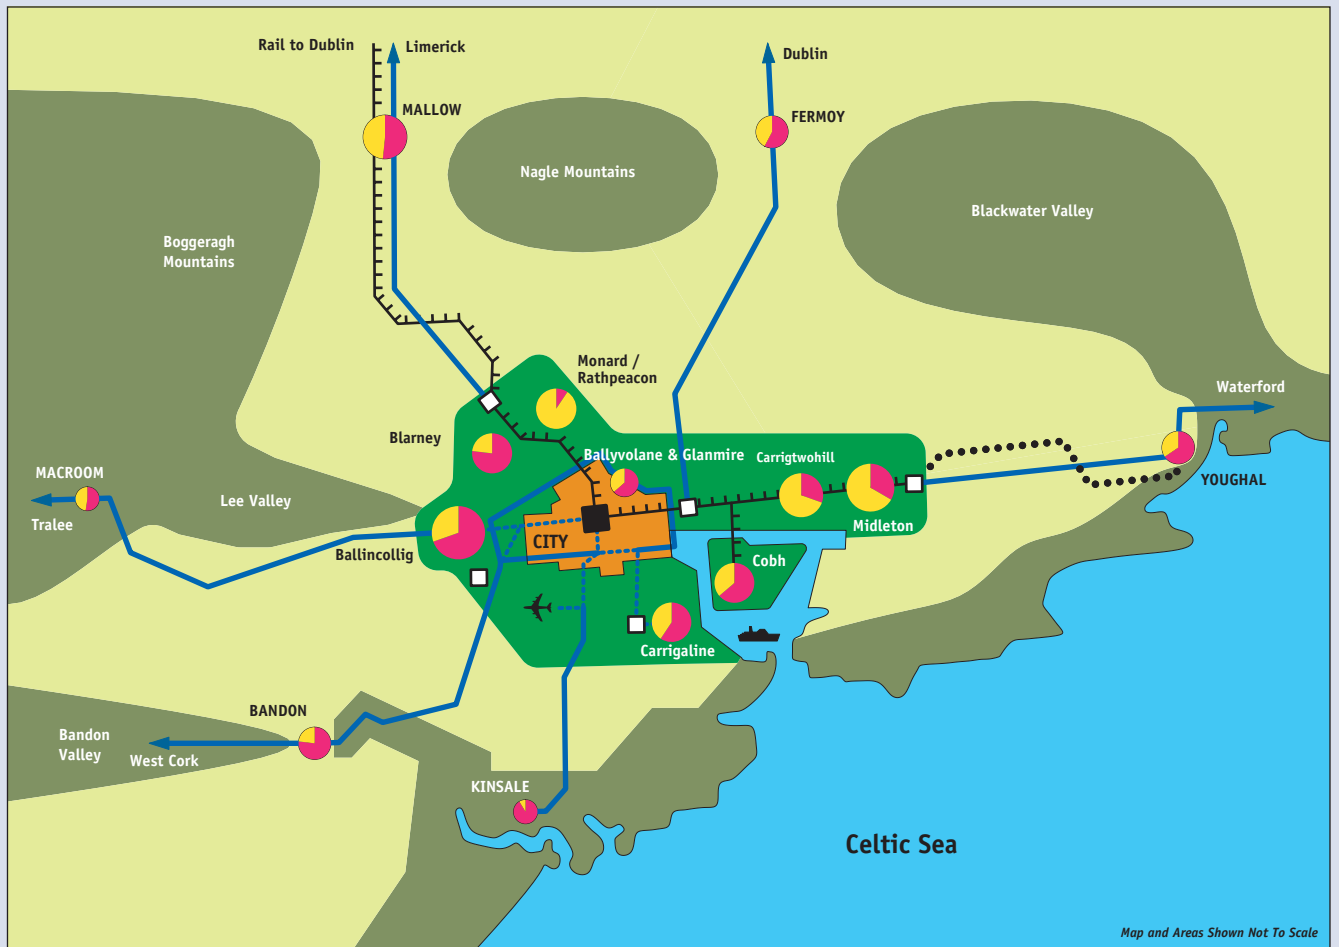 Rail to Dublin
Limerick
Dublin
MALLOW
FERMOY
Nagle Mountains
Blackwater Valley
Boggeragh
Mountains
Monard /
Rathpeacon
Waterford
Blarney
Ballyvolane & Glanmire
Carrigtwohill
MACROOM
YOUGHAL
Lee Valley
Tralee
Midleton
CITY
Ballincollig
Cobh
Carrigaline
BANDON
Bandon
Valley
West Cork
KINSALE
Celtic Sea
Map and Areas Shown Not To Scale